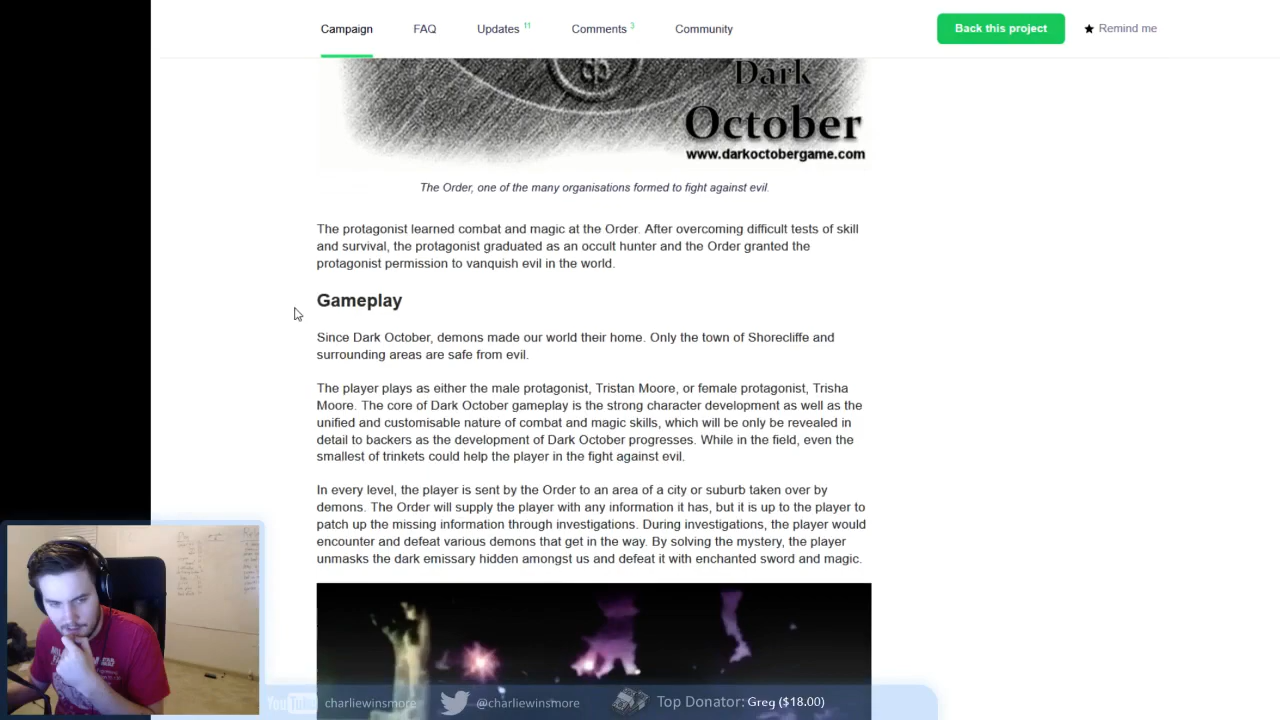 Campaign FAQ Updates 11 Comments 3 Community Back this project Remind me
Dark
October
www.darkoctobergame.com
The Order, one of the many organisations formed to fight against evil.
The protagonist learned combat and magic at the Order. After overcoming difficult tests of skill
and survival, the protagonist graduated as an occult hunter and the Order granted the
protagonist permission to vanquish evil in the world.
Gameplay
Since Dark October, demons made our world their home. Only the town of Shorecliffe and
surrounding areas are safe from evil.
The player plays as either the male protagonist, Tristan Moore, or female protagonist, Trisha
Moore. The core of Dark October gameplay is the strong character development as well as the
unified and customisable nature of combat and magic skills, which will be only be revealed in
detail to backers as the development of Dark October progresses. While in the field, even the
smallest of trinkets could help the player in the fight against evil.
In every level, the player is sent by the Order to an area of a city or suburb taken over by
demons. The Order will supply the player with any information it has, but it is up to the player to
patch up the missing information through investigations. During investigations, the player would
encounter and defeat various demons that get in the way. By solving the mystery, the player
unmasks the dark emissary hidden amongst us and defeat it with enchanted sword and magic.
YouTube charliewinsmore @charliewinsmore Top Donator: Greg ($18.00)